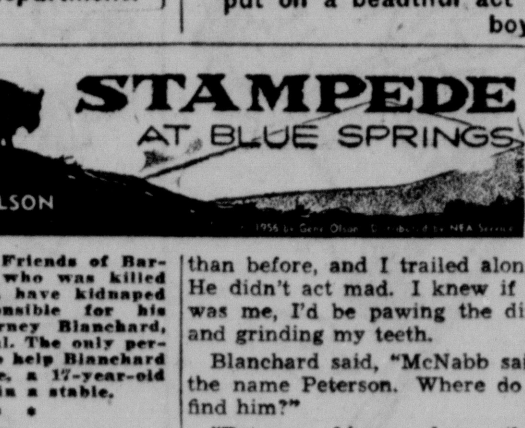 put on a beautiful act
boy
STAMPEDE
AT BLUE SPRINGS
LSON
1956 by Gene Olson. Distributed by NEA Service
Friends of Bar-
who was killed
have kidnaped
nsible for his
rney Blanchard,
l. The only per-
help Blanchard
e, a 17-year-old
in a stable.
* *
than before, and I trailed alon
He didn't act mad. I knew if
was me, I'd be pawing the di
and grinding my teeth.
Blanchard said, "McNabb sai
the name Peterson. Where do
find him?"